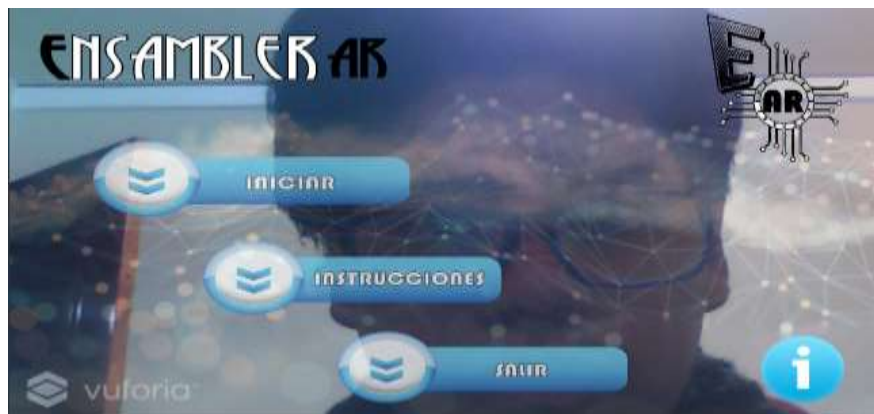 ENSAMBLER AR
E
AR
INICIAR
INSTRUCCIONES
SALIR
i
vuforia